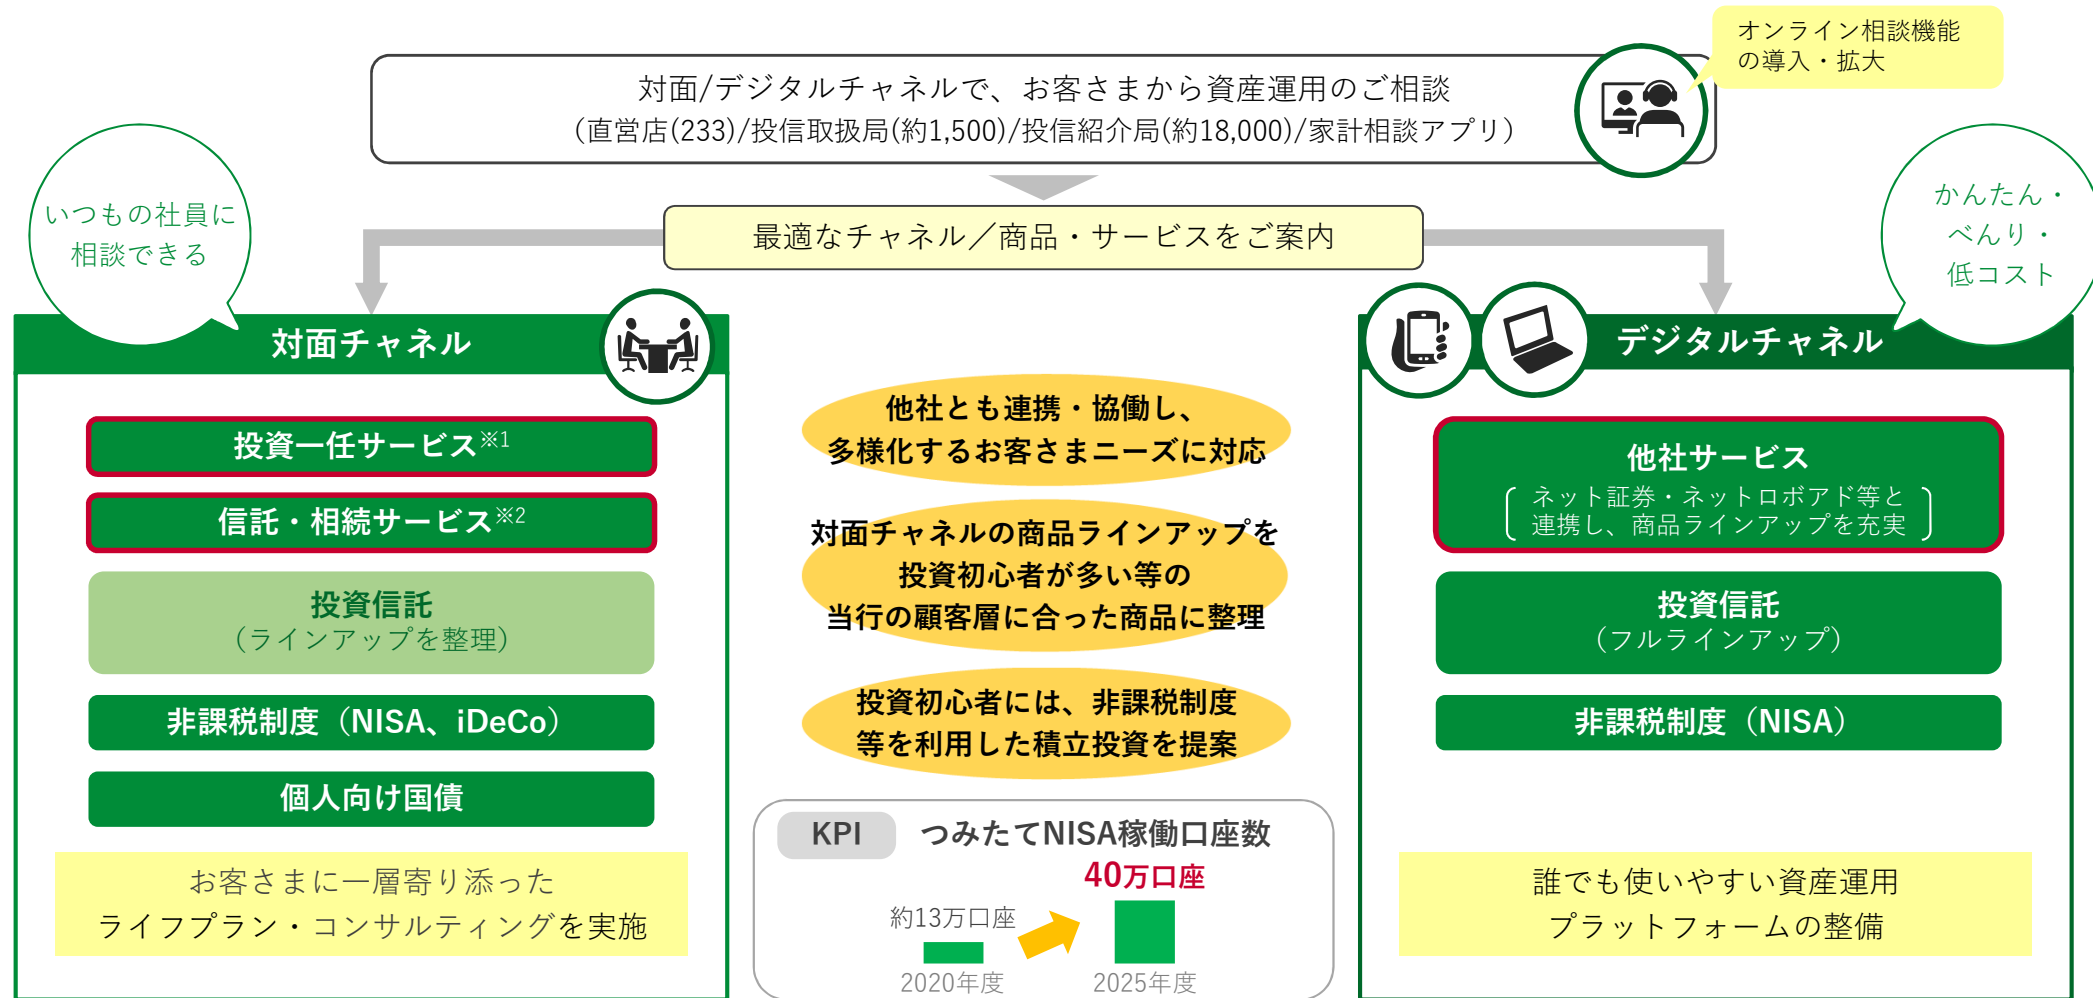 オンライン相談機能
の導入・拡大
対面/デジタルチャネルで、お客さまから資産運用のご相談
（直営店(233)/投信取扱局(約1,500)/投信紹介局(約18,000)/家計相談アプリ）
いつもの社員に
相談できる
かんたん・
べんり・
低コスト
最適なチャネル／商品・サービスをご案内
対面チャネル
投資一任サービス※1
信託・相続サービス※2
投資信託
（ラインアップを整理）
非課税制度（NISA、iDeCo）
個人向け国債
お客さまに一層寄り添った
ライフプラン・コンサルティングを実施
他社とも連携・協働し、
多様化するお客さまニーズに対応
対面チャネルの商品ラインアップを
投資初心者が多い等の
当行の顧客層に合った商品に整理
投資初心者には、非課税制度
等を利用した積立投資を提案
KPI つみたてNISA稼働口座数
40万口座
約13万口座
2020年度 2025年度
デジタルチャネル
他社サービス
ネット証券・ネットロボアド等と
連携し、商品ラインアップを充実
投資信託
（フルラインアップ）
非課税制度（NISA）
誰でも使いやすい資産運用
プラットフォームの整備